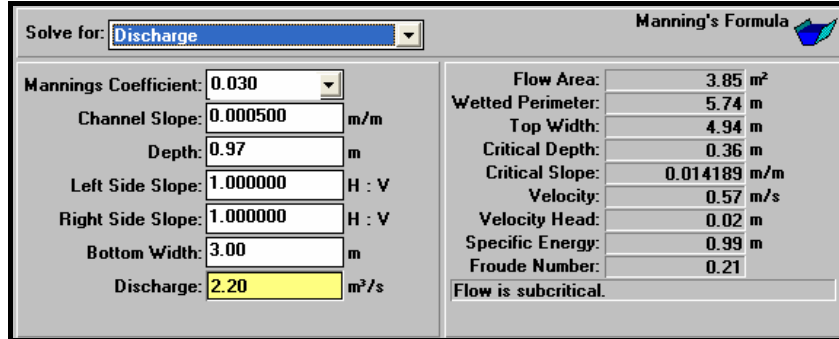 Solve for: Discharge
Manning's Formula
Mannings Coefficient: 0.030
Channel Slope: 0.000500 m/m
Depth: 0.97 m
Left Side Slope: 1.000000 H : V
Right Side Slope: 1.000000 H : V
Bottom Width: 3.00 m
Discharge: 2.20 m³/s
Flow Area: 3.85 m²
Wetted Perimeter: 5.74 m
Top Width: 4.94 m
Critical Depth: 0.36 m
Critical Slope: 0.014189 m/m
Velocity: 0.57 m/s
Velocity Head: 0.02 m
Specific Energy: 0.99 m
Froude Number: 0.21
Flow is subcritical.